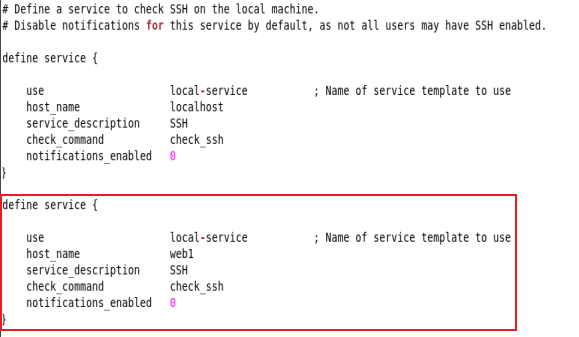 # Define a service to check SSH on the local machine.
# Disable notifications for this service by default, as not all users may have SSH enabled.
define service {
    use                     local-service           ; Name of service template to use
    host_name               localhost
    service_description     SSH
    check_command           check_ssh
    notifications_enabled   0
}
define service {
    use                     local-service           ; Name of service template to use
    host_name               web1
    service_description     SSH
    check_command           check_ssh
    notifications_enabled   0
}